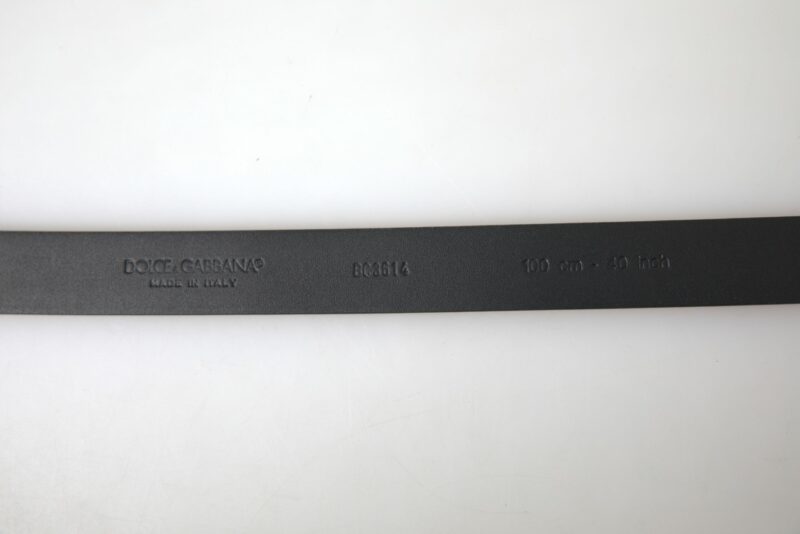 DOLCE & GABBANA®
MADE IN ITALY
BC3614
100 cm - 40 inch